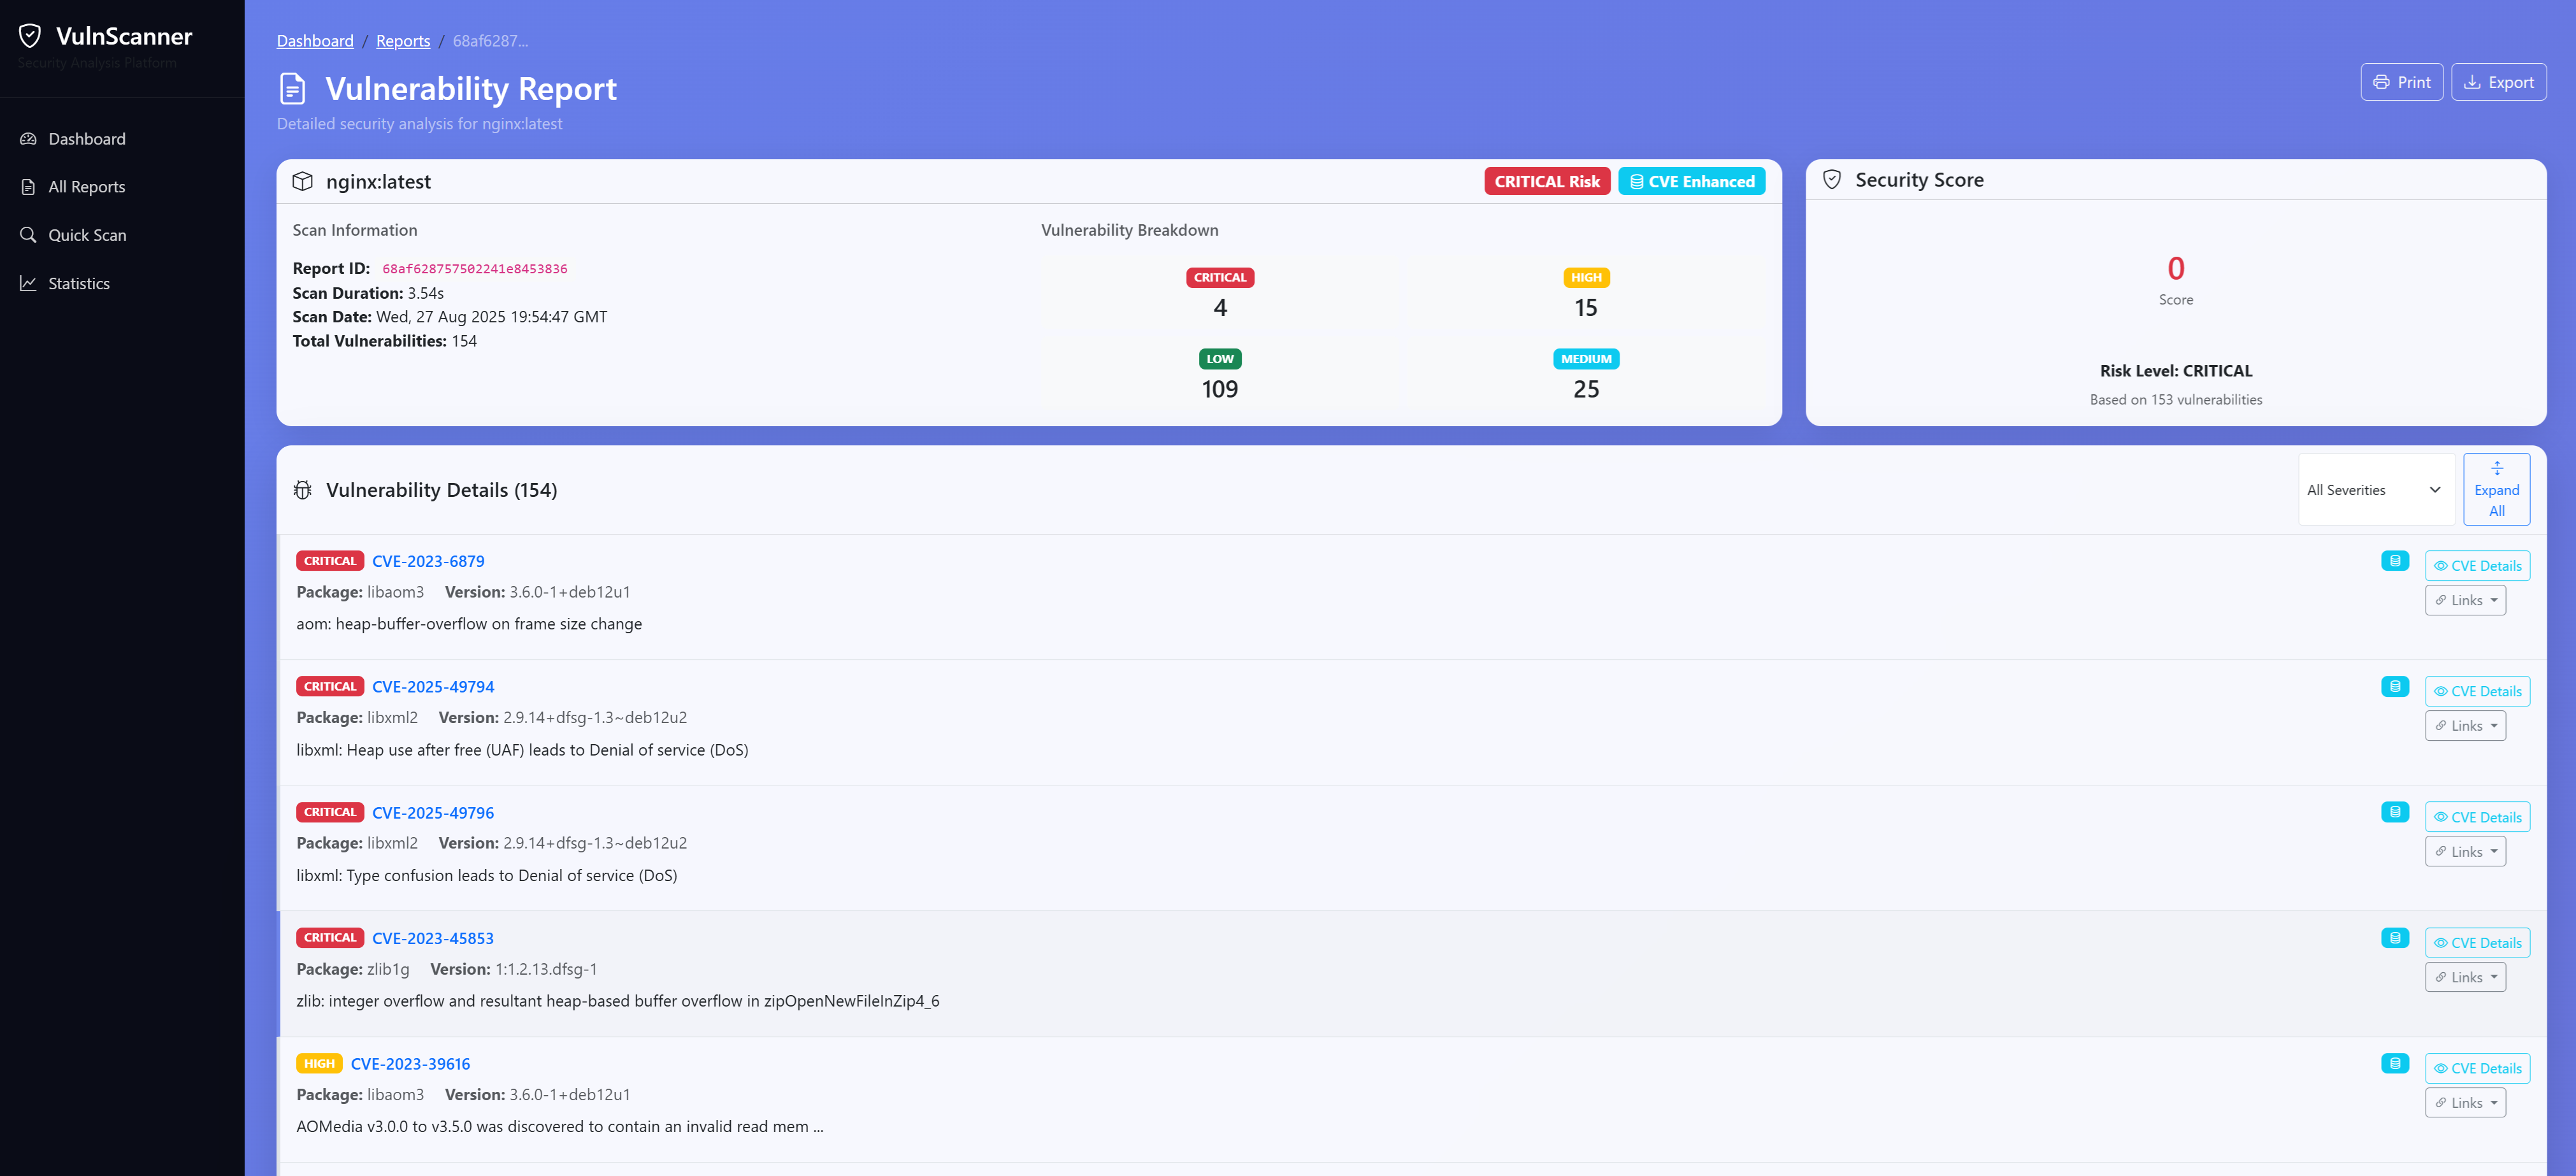 VulnScanner
Security Analysis Platform
Dashboard
All Reports
Quick Scan
Statistics
Dashboard / Reports / 68af6287...
Vulnerability Report
Detailed security analysis for nginx:latest
Print
Export
nginx:latest
CRITICAL Risk
CVE Enhanced
Scan Information
Report ID: 68af628757502241e8453836
Scan Duration: 3.54s
Scan Date: Wed, 27 Aug 2025 19:54:47 GMT
Total Vulnerabilities: 154
Vulnerability Breakdown
CRITICAL
4
HIGH
15
LOW
109
MEDIUM
25
Security Score
0
Score
Risk Level: CRITICAL
Based on 153 vulnerabilities
Vulnerability Details (154)
All Severities
Expand
All
CRITICAL CVE-2023-6879
Package: libaom3 Version: 3.6.0-1+deb12u1
aom: heap-buffer-overflow on frame size change
CVE Details
Links
CRITICAL CVE-2025-49794
Package: libxml2 Version: 2.9.14+dfsg-1.3~deb12u2
libxml: Heap use after free (UAF) leads to Denial of service (DoS)
CVE Details
Links
CRITICAL CVE-2025-49796
Package: libxml2 Version: 2.9.14+dfsg-1.3~deb12u2
libxml: Type confusion leads to Denial of service (DoS)
CVE Details
Links
CRITICAL CVE-2023-45853
Package: zlib1g Version: 1:1.2.13.dfsg-1
zlib: integer overflow and resultant heap-based buffer overflow in zipOpenNewFileInZip4_6
CVE Details
Links
HIGH CVE-2023-39616
Package: libaom3 Version: 3.6.0-1+deb12u1
AOMedia v3.0.0 to v3.5.0 was discovered to contain an invalid read mem ...
CVE Details
Links